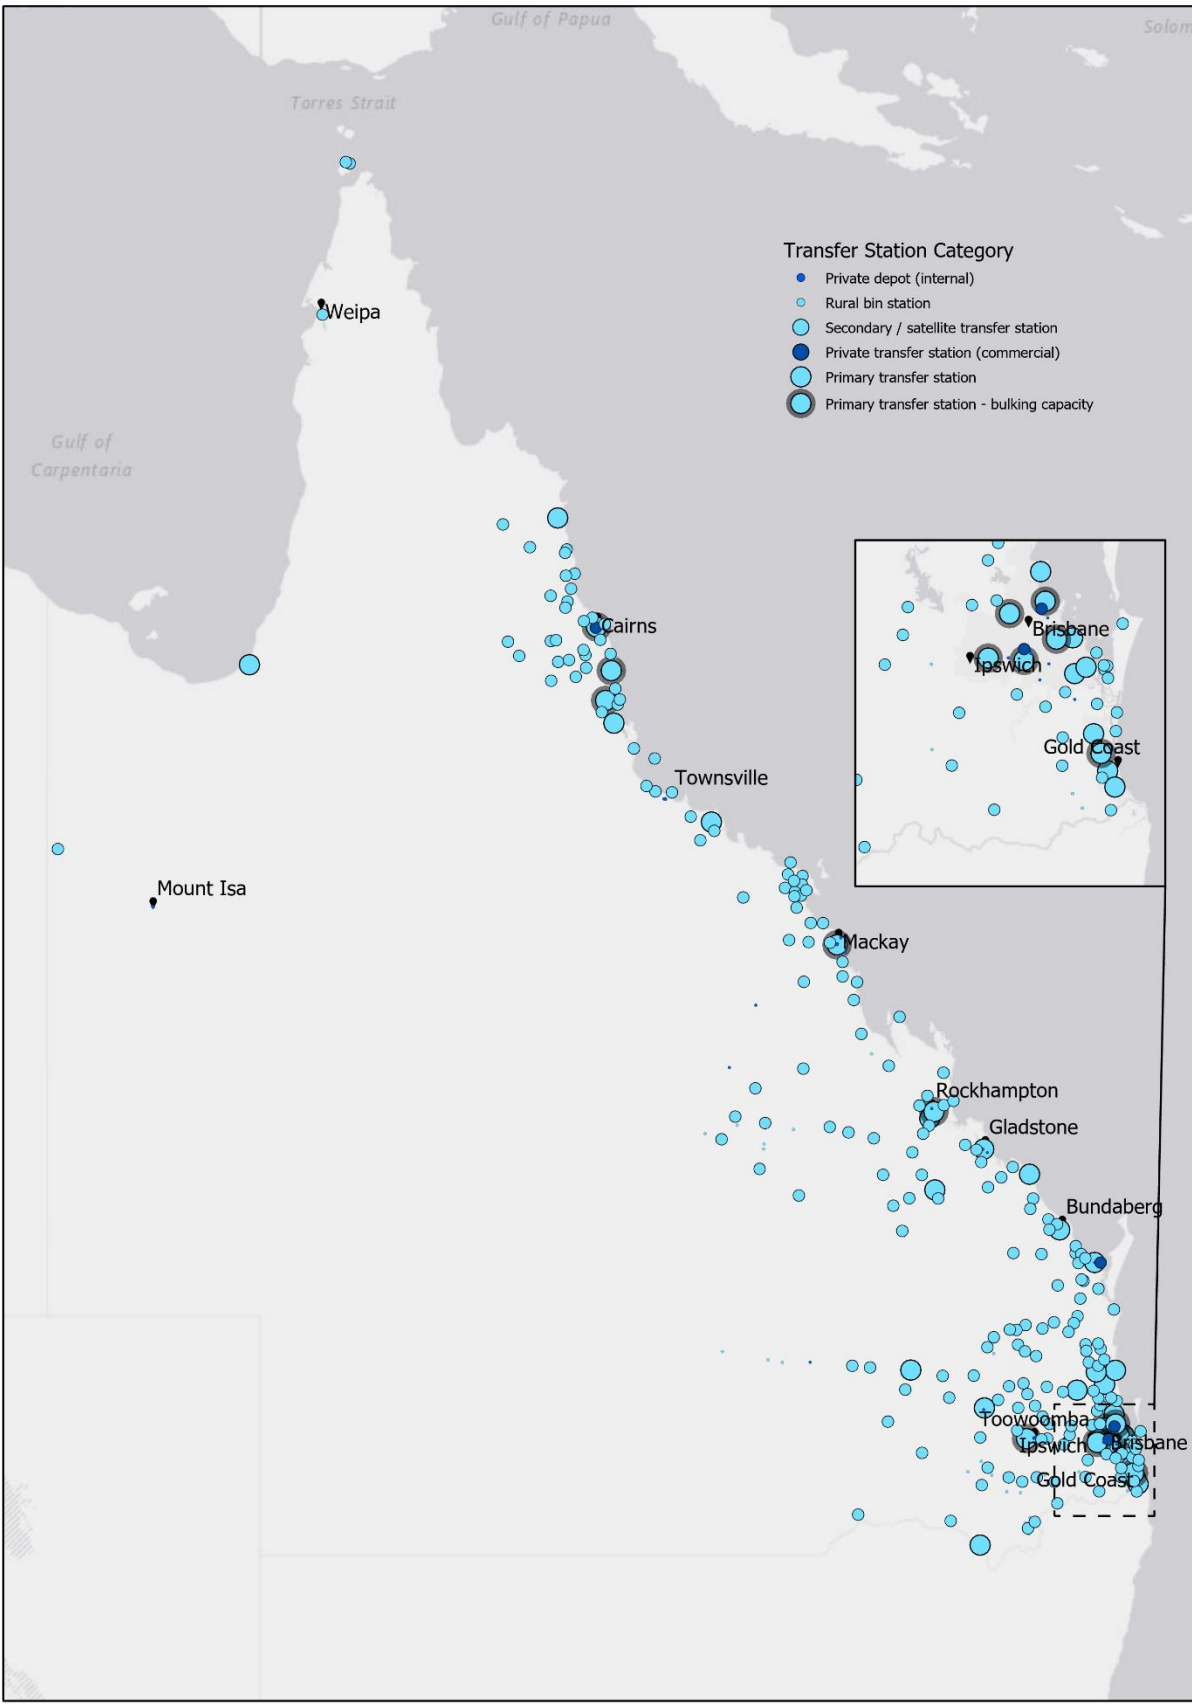 Gulf of Papua
Solom
Torres Strait
Transfer Station Category
Private depot (internal)
Rural bin station
Secondary / satellite transfer station
Private transfer station (commercial)
Primary transfer station
Primary transfer station - bulking capacity
Weipa
Gulf of
Carpentaria
Cairns
Brisbane
Ipswich
Gold Coast
Townsville
Mount Isa
Mackay
Rockhampton
Gladstone
Bundaberg
Toowoomba
Ipswich
Brisbane
Gold Coast